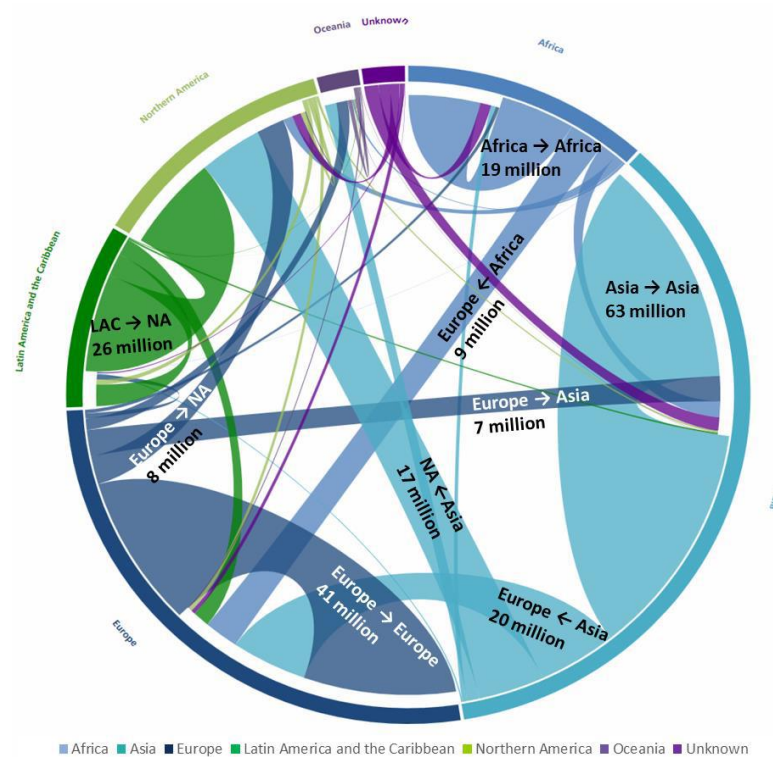 Oceania
Unknown
Africa
Northern America
Africa → Africa
19 million
Latin America and the Caribbean
Asia → Asia
63 million
Europe ← Africa
9 million
LAC → NA
26 million
Europe → NA
8 million
Europe → Asia
7 million
NA ← Asia
17 million
Europe → Europe
41 million
Europe ← Asia
20 million
Europe
Africa Asia Europe Latin America and the Caribbean Northern America Oceania Unknown